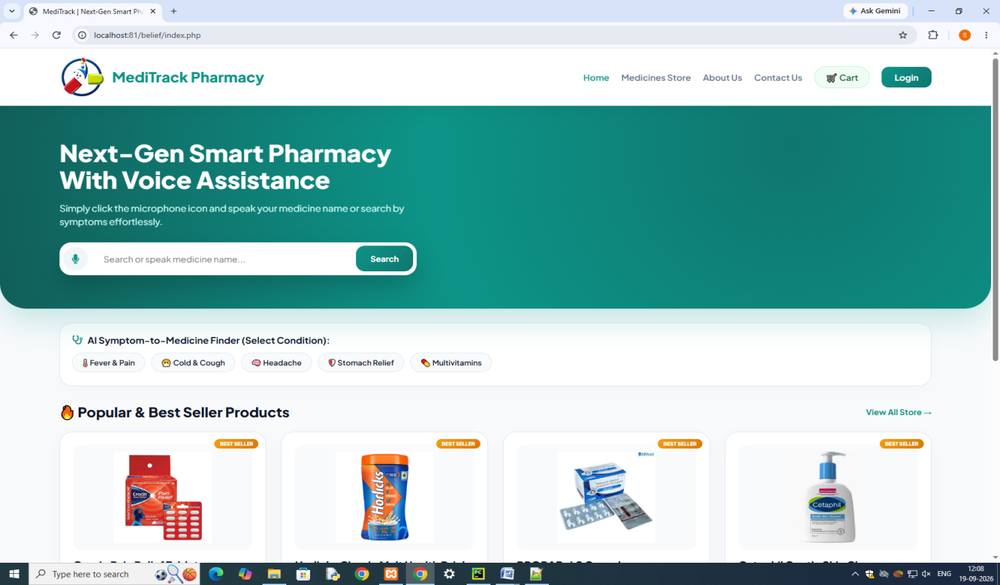 MediTrack | Next-Gen Smart Pha
Ask Gemini
localhost:81/belief/index.php
S
MediTrack Pharmacy
Home
Medicines Store
About Us
Contact Us
Cart
Login
Next-Gen Smart Pharmacy
With Voice Assistance
Simply click the microphone icon and speak your medicine name or search by
symptoms effortlessly.
Search or speak medicine name...
Search
AI Symptom-to-Medicine Finder (Select Condition):
Fever & Pain
Cold & Cough
Headache
Stomach Relief
Multivitamins
Popular & Best Seller Products
View All Store →
BEST SELLER
BEST SELLER
BEST SELLER
BEST SELLER
Crocin
Pain
Relief
Horlicks
Cetaphil
Type here to search
ENG
12:08
19-09-2026